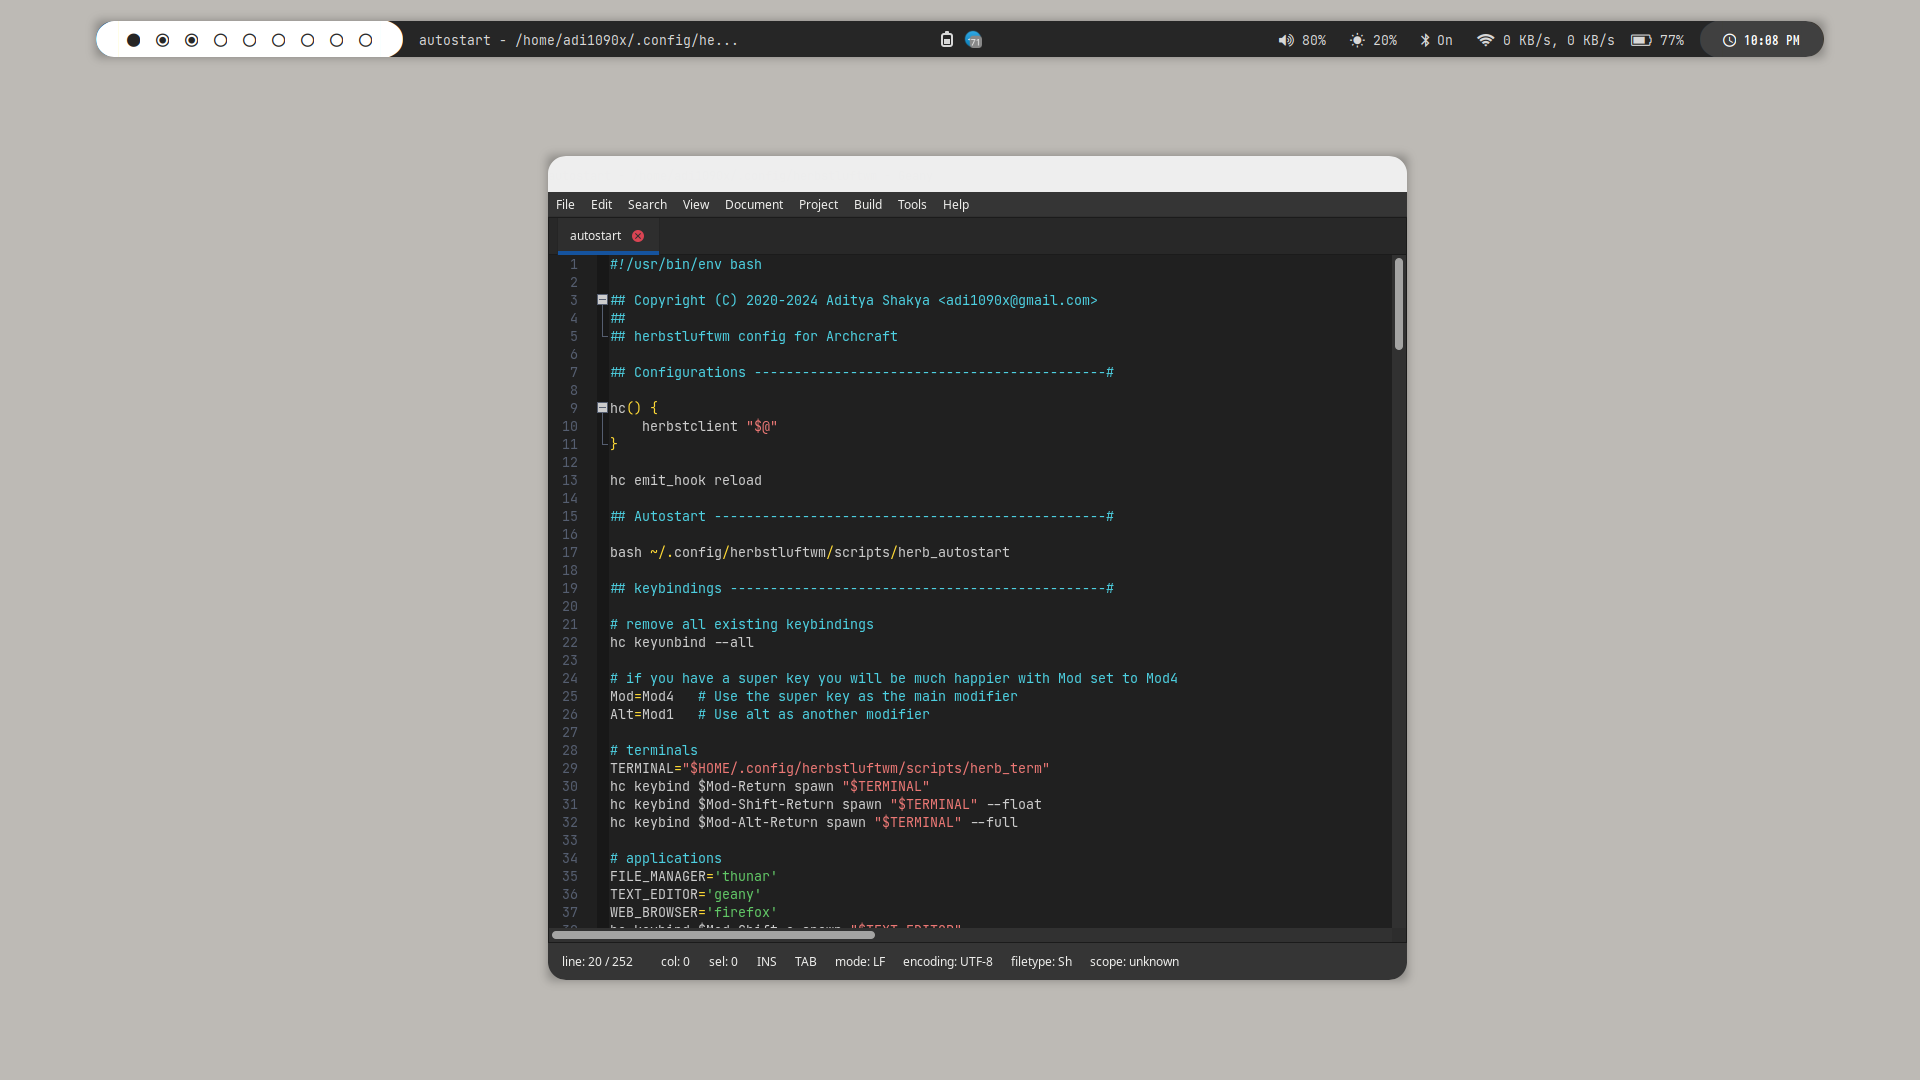 autostart - /home/adi1090x/.config/he...
71
80%
20%
On
0 KB/s, 0 KB/s
77%
10:08 PM
File Edit Search View Document Project Build Tools Help
autostart
1 #!/usr/bin/env bash
2
3 ## Copyright (C) 2020-2024 Aditya Shakya <adi1090x@gmail.com>
4 ##
5 ## herbstluftwm config for Archcraft
6
7 ## Configurations --------------------------------------------#
8
9 hc() {
10     herbstclient "$@"
11 }
12
13 hc emit_hook reload
14
15 ## Autostart -------------------------------------------------#
16
17 bash ~/.config/herbstluftwm/scripts/herb_autostart
18
19 ## keybindings -----------------------------------------------#
20
21 # remove all existing keybindings
22 hc keyunbind --all
23
24 # if you have a super key you will be much happier with Mod set to Mod4
25 Mod=Mod4   # Use the super key as the main modifier
26 Alt=Mod1   # Use alt as another modifier
27
28 # terminals
29 TERMINAL="$HOME/.config/herbstluftwm/scripts/herb_term"
30 hc keybind $Mod-Return spawn "$TERMINAL"
31 hc keybind $Mod-Shift-Return spawn "$TERMINAL" --float
32 hc keybind $Mod-Alt-Return spawn "$TERMINAL" --full
33
34 # applications
35 FILE_MANAGER='thunar'
36 TEXT_EDITOR='geany'
37 WEB_BROWSER='firefox'
38 hc keybind $Mod-Shift-e spawn "$TEXT_EDITOR"
line: 20 / 252 col: 0 sel: 0 INS TAB mode: LF encoding: UTF-8 filetype: Sh scope: unknown